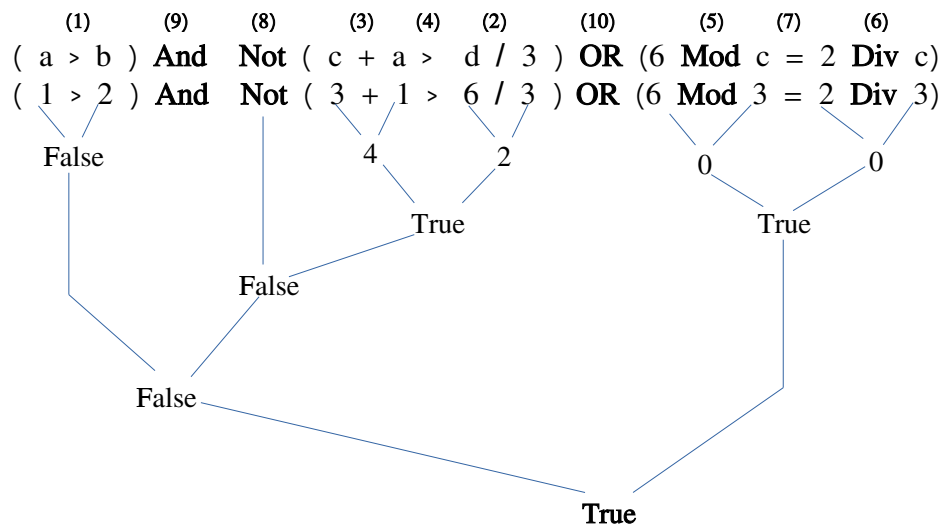 (1) (9) (8) (3) (4) (2) (10) (5) (7) (6)
( a > b ) And Not ( c + a > d / 3 ) OR (6 Mod c = 2 Div c)
( 1 > 2 ) And Not ( 3 + 1 > 6 / 3 ) OR (6 Mod 3 = 2 Div 3)
False 4 2 0 0
True True
False
False
True